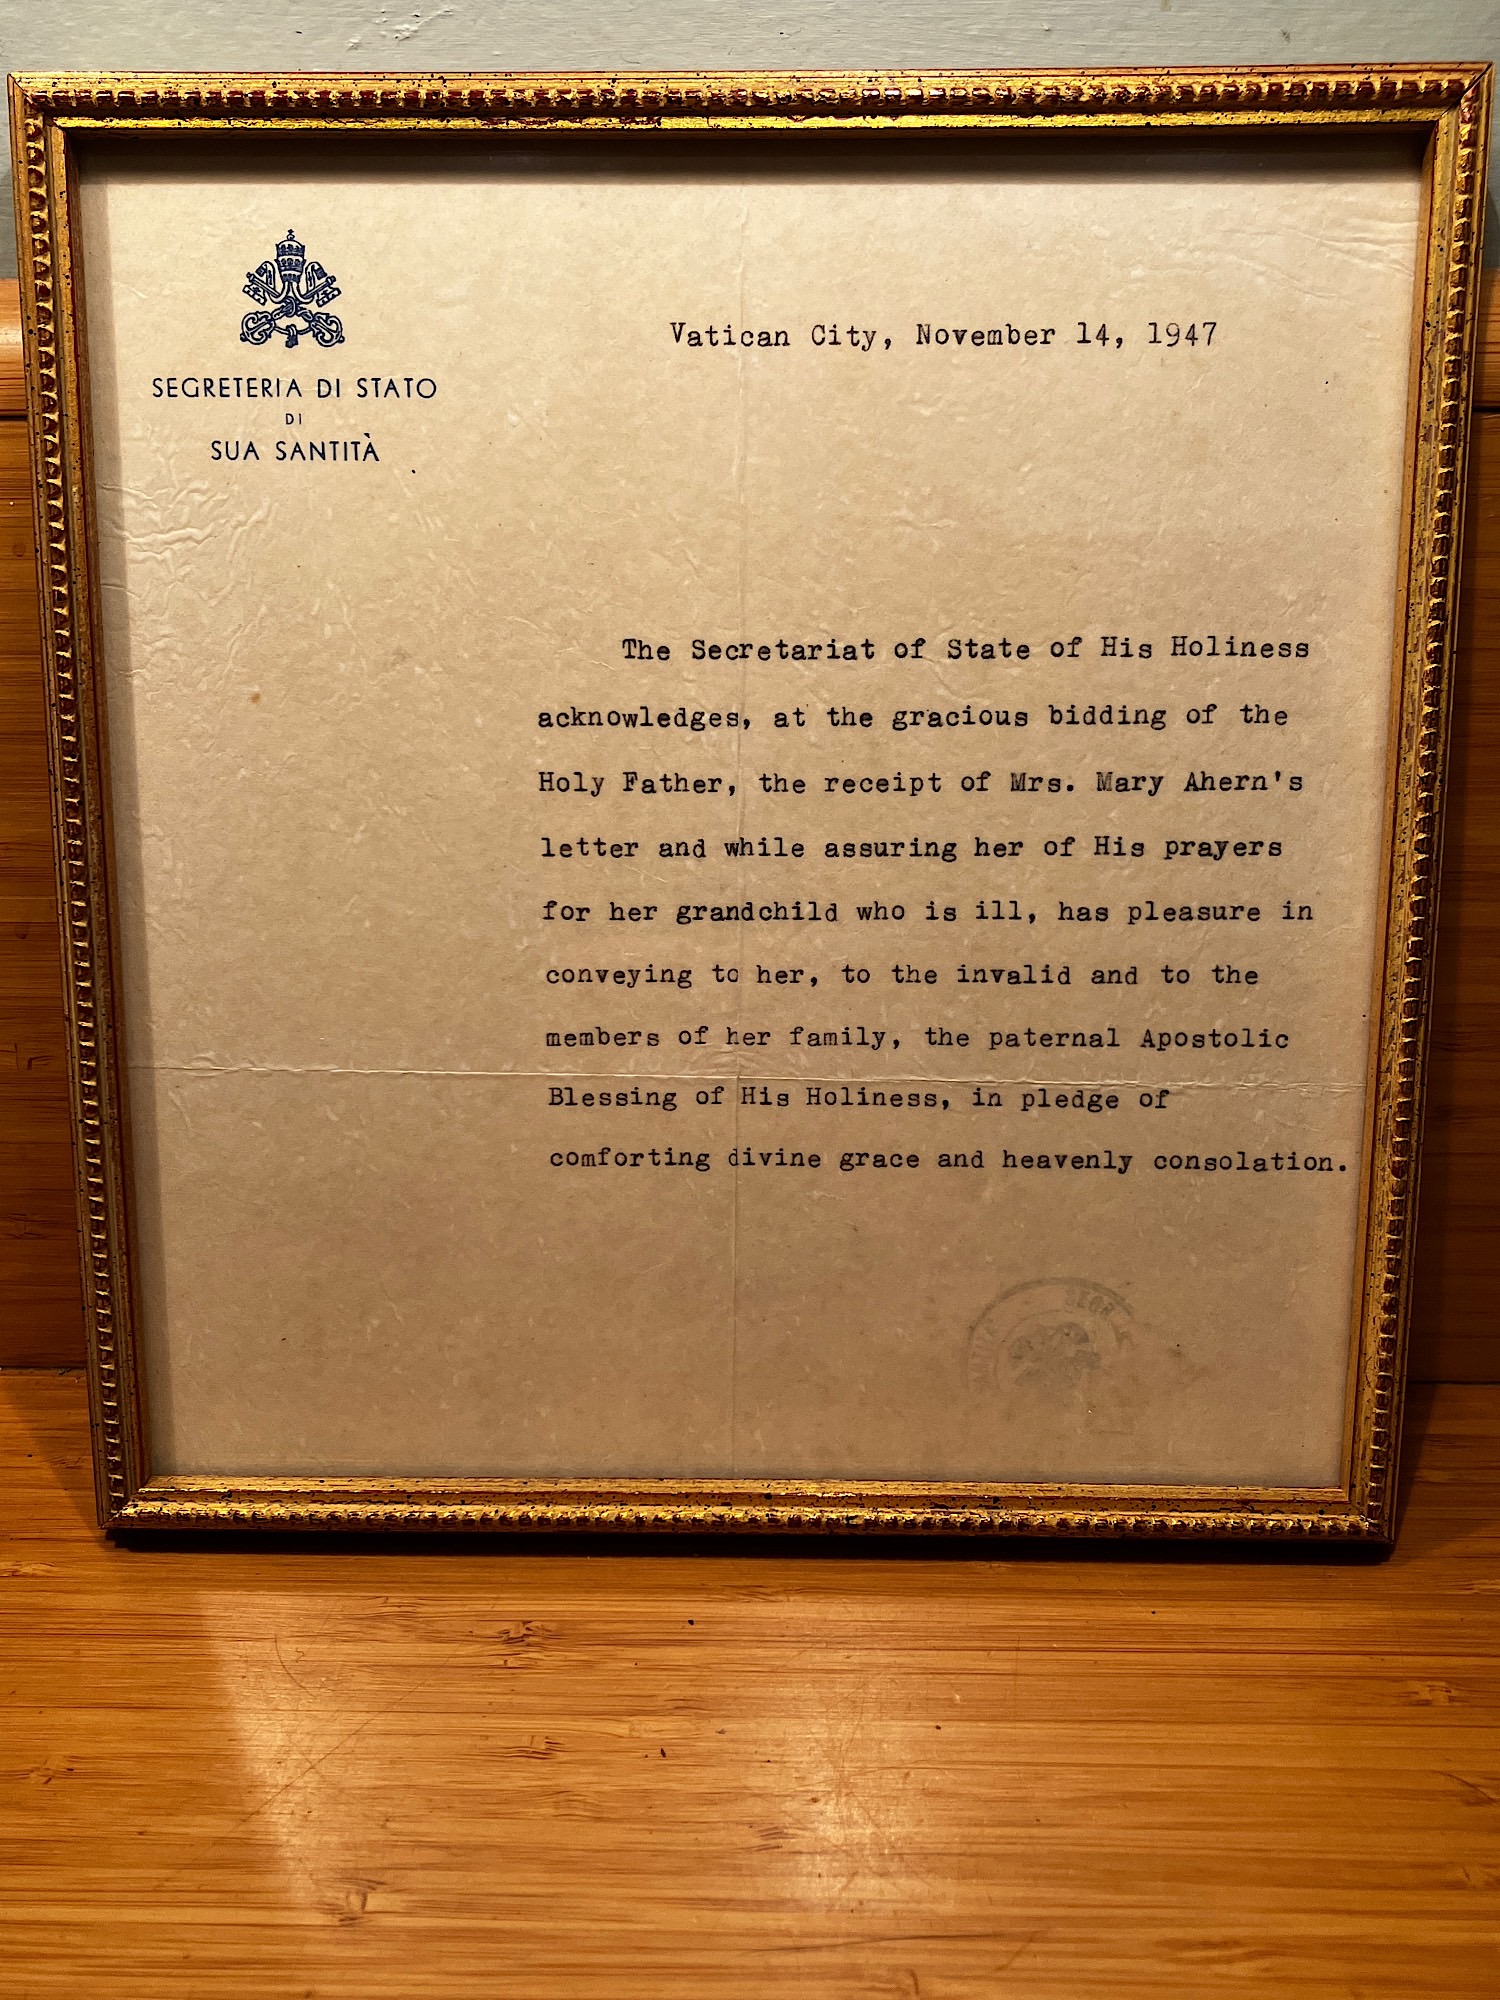 SEGRETERIA DI STATO
DI
SUA SANTITÀ
Vatican City, November 14, 1947
The Secretariat of State of His Holiness
acknowledges, at the gracious bidding of the
Holy Father, the receipt of Mrs. Mary Ahern's
letter and while assuring her of His prayers
for her grandchild who is ill, has pleasure in
conveying to her, to the invalid and to the
members of her family, the paternal Apostolic
Blessing of His Holiness, in pledge of
comforting divine grace and heavenly consolation.